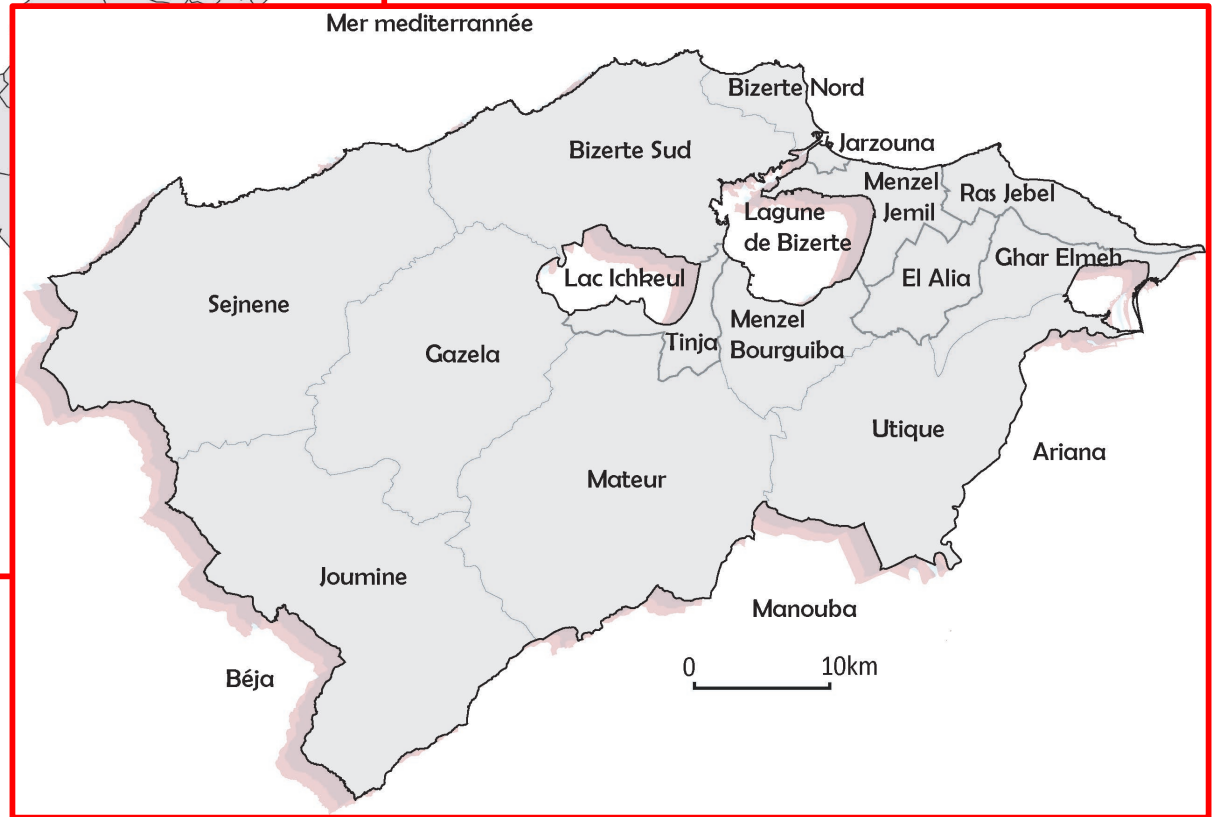 Mer mediterrannée
Bizerte Nord
Bizerte Sud
Jarzouna
Menzel
Jemil
Ras Jebel
Lagune
de Bizerte
Ghar Elmeh
Lac Ichkeul
El Alia
Sejnene
Menzel
Bourguiba
Tinja
Gazela
Utique
Ariana
Mateur
Joumine
Manouba
Béja
0 10km